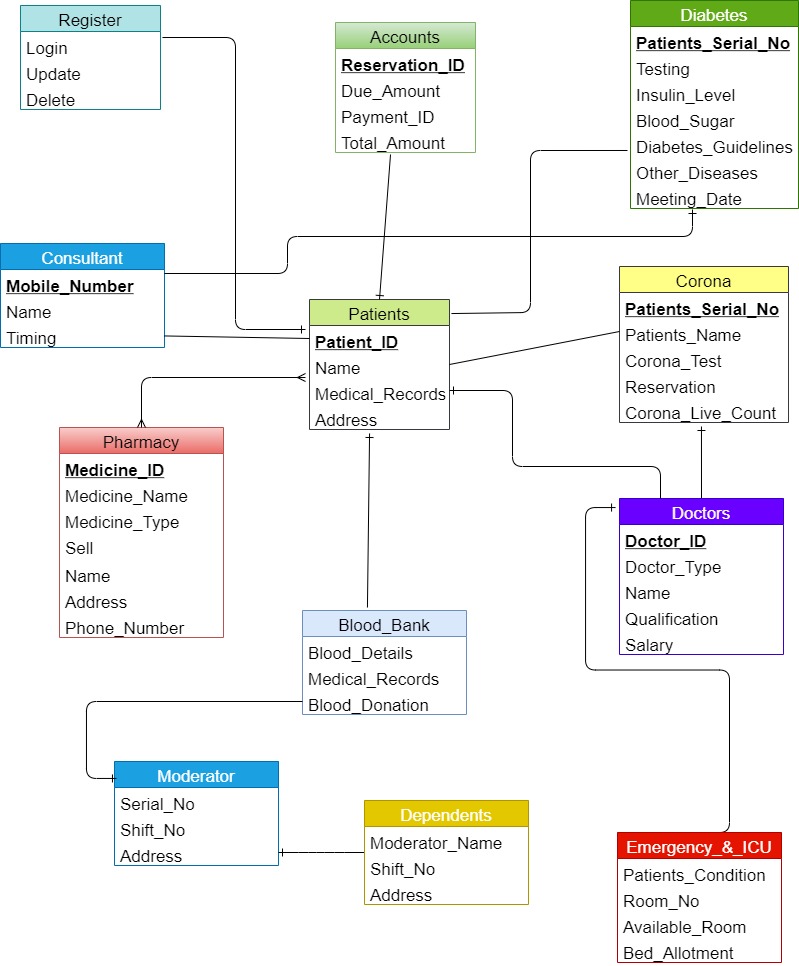 Register
Login
Update
Delete
Accounts
Reservation_ID
Due_Amount
Payment_ID
Total_Amount
Diabetes
Patients_Serial_No
Testing
Insulin_Level
Blood_Sugar
Diabetes_Guidelines
Other_Diseases
Meeting_Date
Consultant
Mobile_Number
Name
Timing
Patients
Patient_ID
Name
Medical_Records
Address
Corona
Patients_Serial_No
Patients_Name
Corona_Test
Reservation
Corona_Live_Count
Pharmacy
Medicine_ID
Medicine_Name
Medicine_Type
Sell
Name
Address
Phone_Number
Doctors
Doctor_ID
Doctor_Type
Name
Qualification
Salary
Blood_Bank
Blood_Details
Medical_Records
Blood_Donation
Moderator
Serial_No
Shift_No
Address
Dependents
Moderator_Name
Shift_No
Address
Emergency_&_ICU
Patients_Condition
Room_No
Available_Room
Bed_Allotment